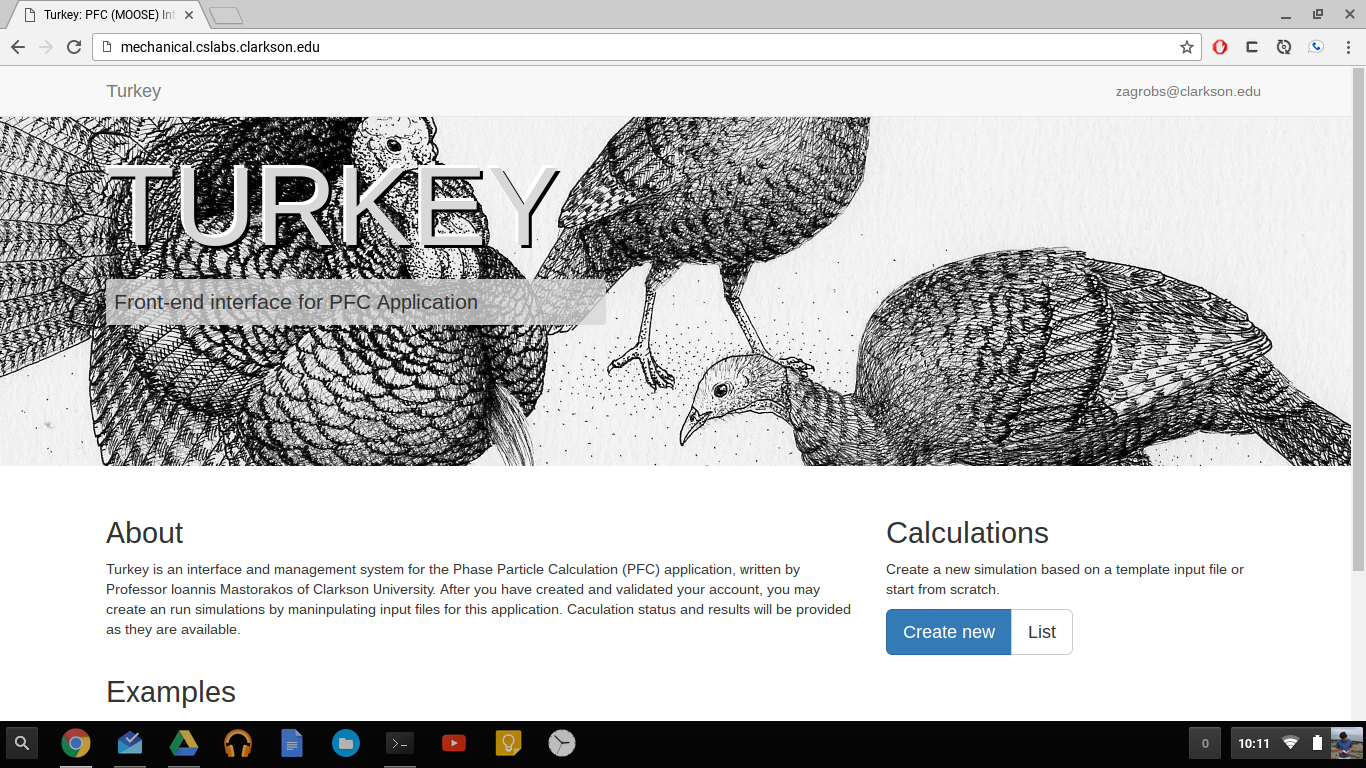 Turkey: PFC (MOOSE) Int
mechanical.cslabs.clarkson.edu
Turkey
zagrobs@clarkson.edu
TURKEY
Front-end interface for PFC Application
About
Turkey is an interface and management system for the Phase Particle Calculation (PFC) application, written by
Professor Ioannis Mastorakos of Clarkson University. After you have created and validated your account, you may
create an run simulations by maninpulating input files for this application. Caculation status and results will be provided
as they are available.
Calculations
Create a new simulation based on a template input file or
start from scratch.
Create new
List
Examples
0
10:11